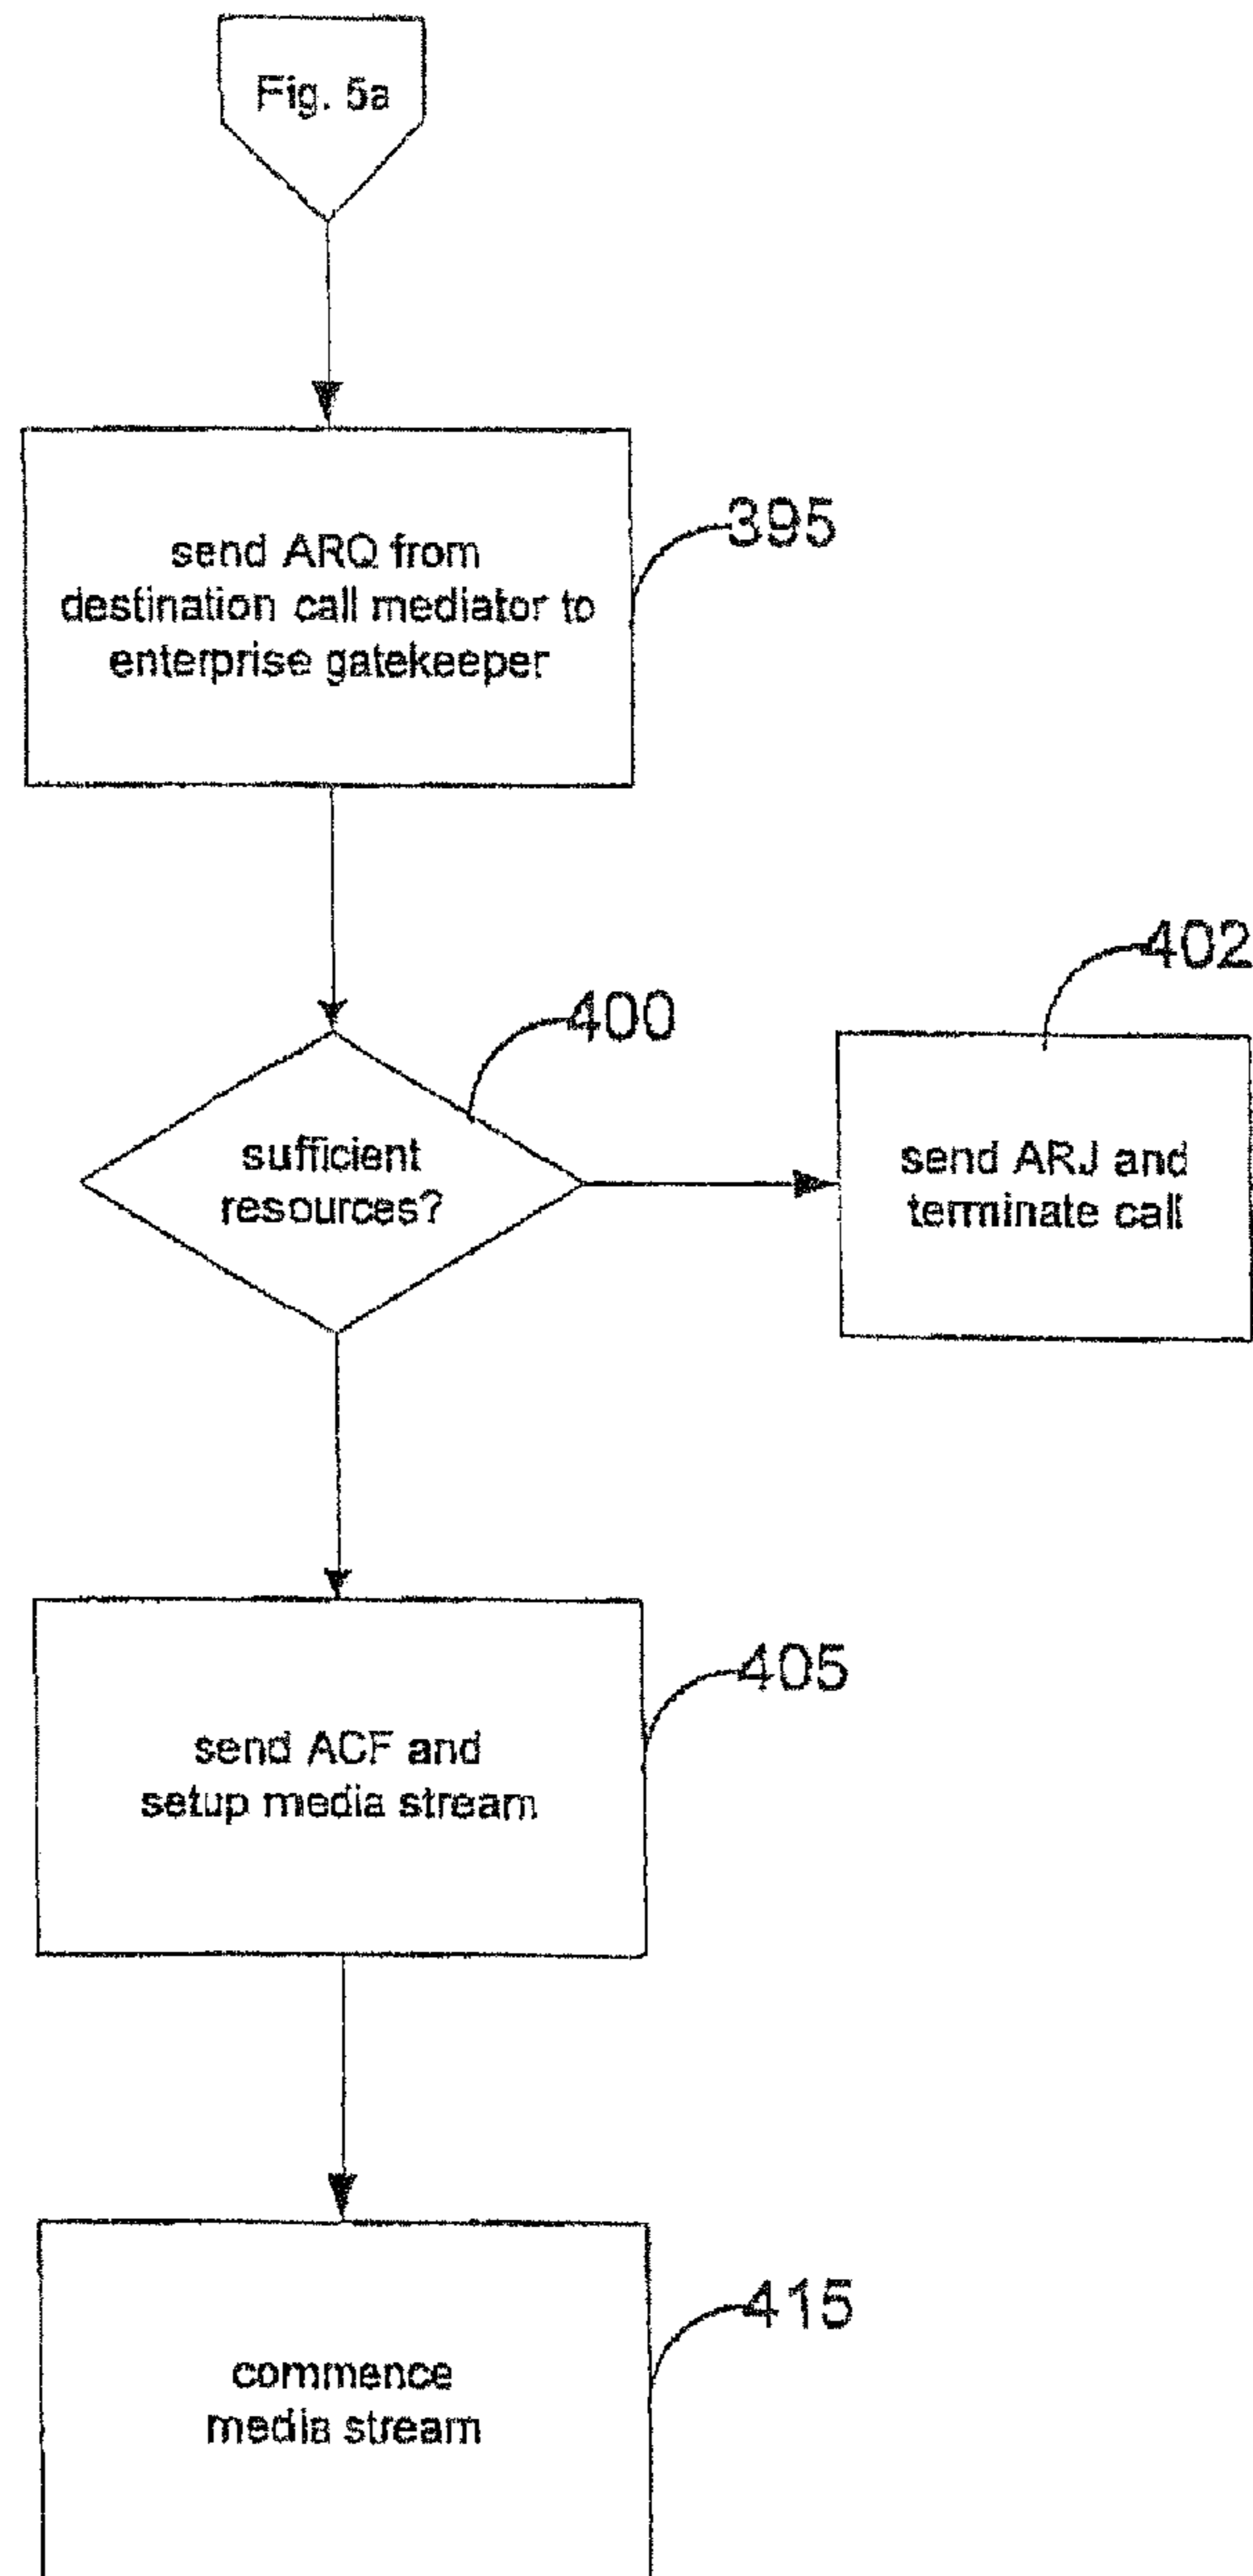 Fig. 5a
send ARQ from
destination call mediator to
enterprise gatekeeper
395
sufficient
resources?
400
send ARJ and
terminate call
402
send ACF and
setup media stream
405
commence
media stream
415